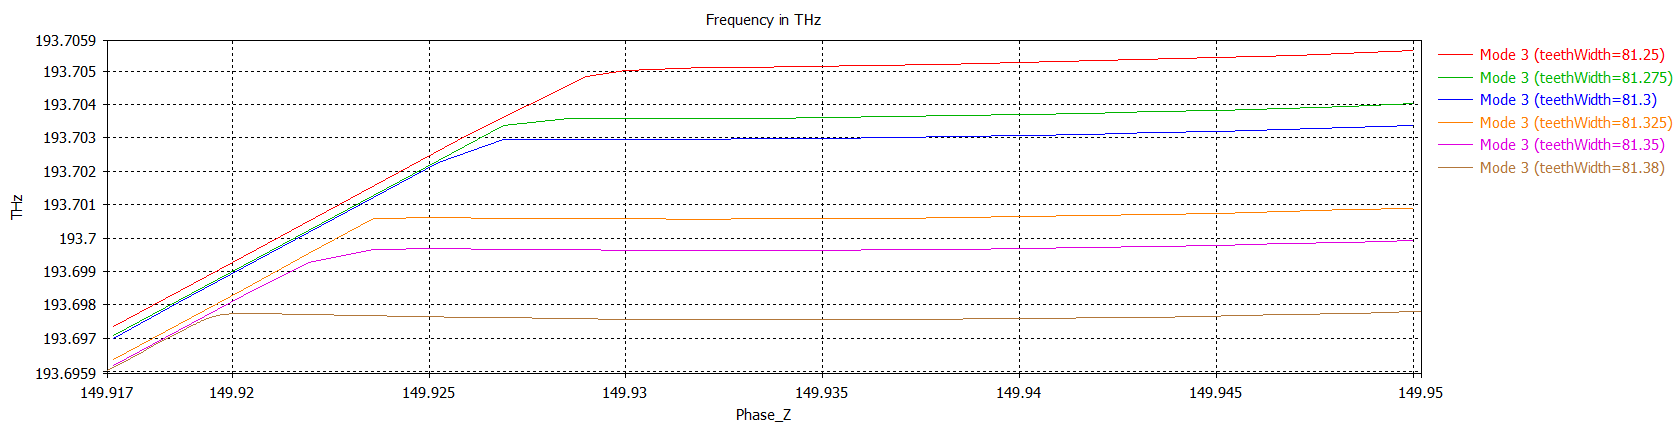 Frequency in THz
193.7059
193.705
193.704
193.703
193.702
193.701
193.7
193.699
193.698
193.697
193.6959
THz
149.917
149.92
149.925
149.93
149.935
149.94
149.945
149.95
Phase_Z
Mode 3 (teethWidth=81.25)
Mode 3 (teethWidth=81.275)
Mode 3 (teethWidth=81.3)
Mode 3 (teethWidth=81.325)
Mode 3 (teethWidth=81.35)
Mode 3 (teethWidth=81.38)